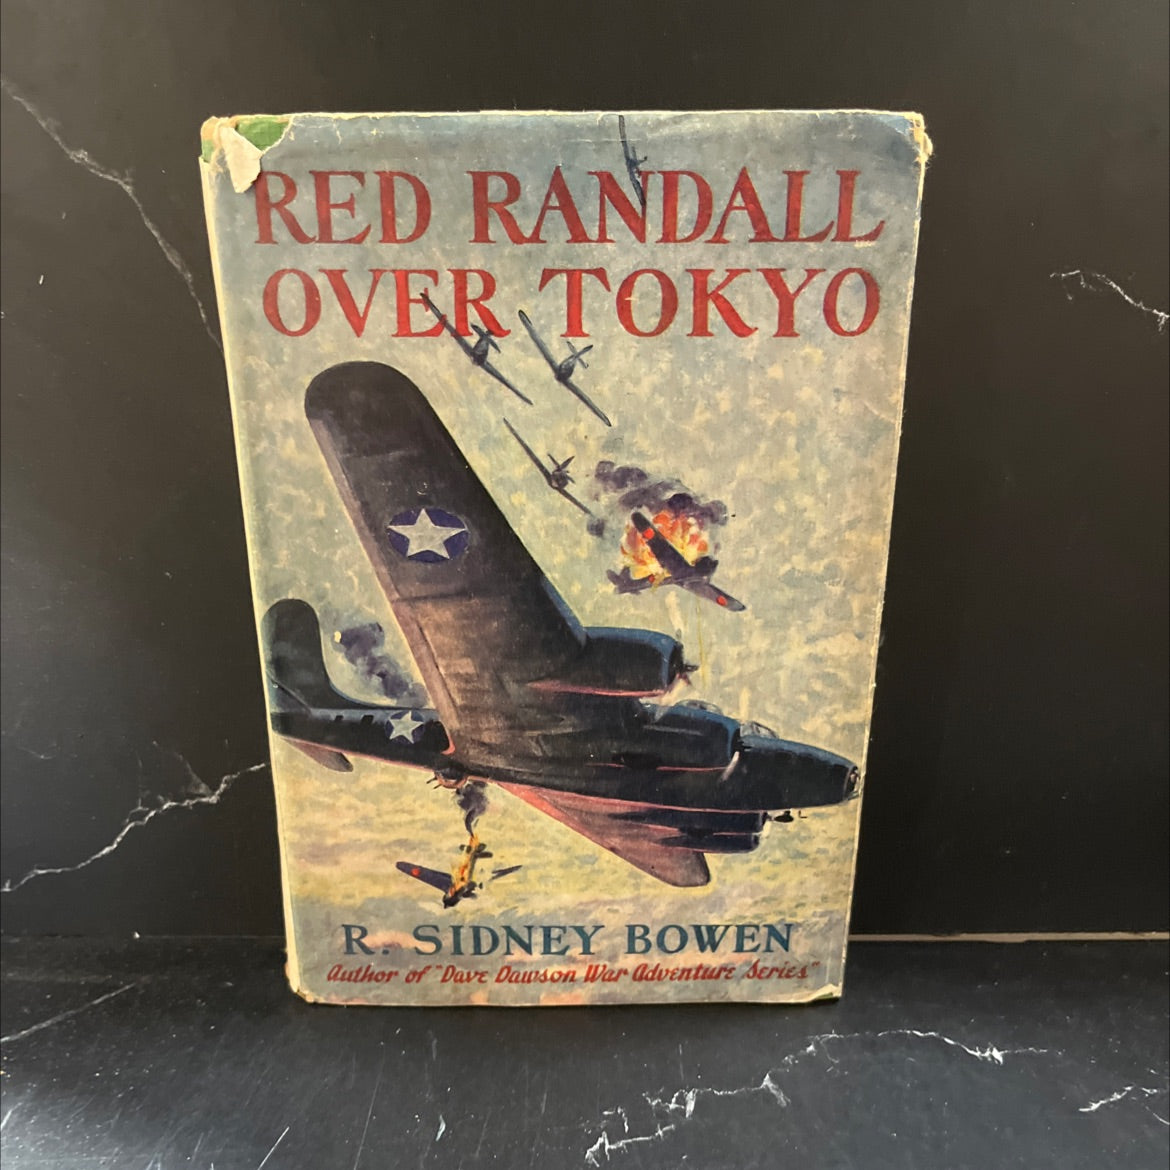 RED RANDALL
OVER TOKYO
R. SIDNEY BOWEN
Author of "Dave Dawson War Adventure Series"